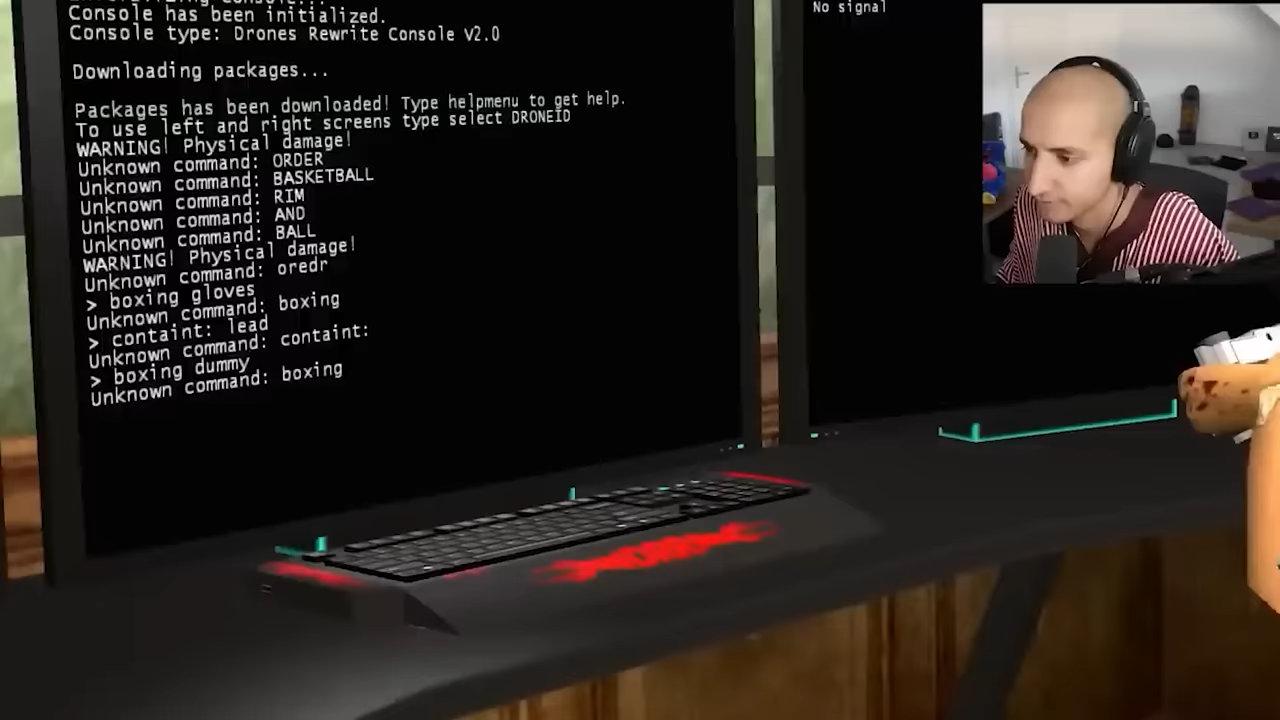 Console has been initialized.
Console type: Drones Rewrite Console v2.0
Downloading packages...
Packages has been downloaded! Type helpmenu to get help.
To use left and right screens type select DRONEID
WARNING! Physical damage!
Unknown command: ORDER
Unknown command: BASKETBALL
Unknown command: RIM
Unknown command: AND
Unknown command: BALL
WARNING! Physical damage!
Unknown command: oredr
> boxing gloves
Unknown command: boxing
> containt: lead
Unknown command: containt:
> boxing dummy
Unknown command: boxing
No signal